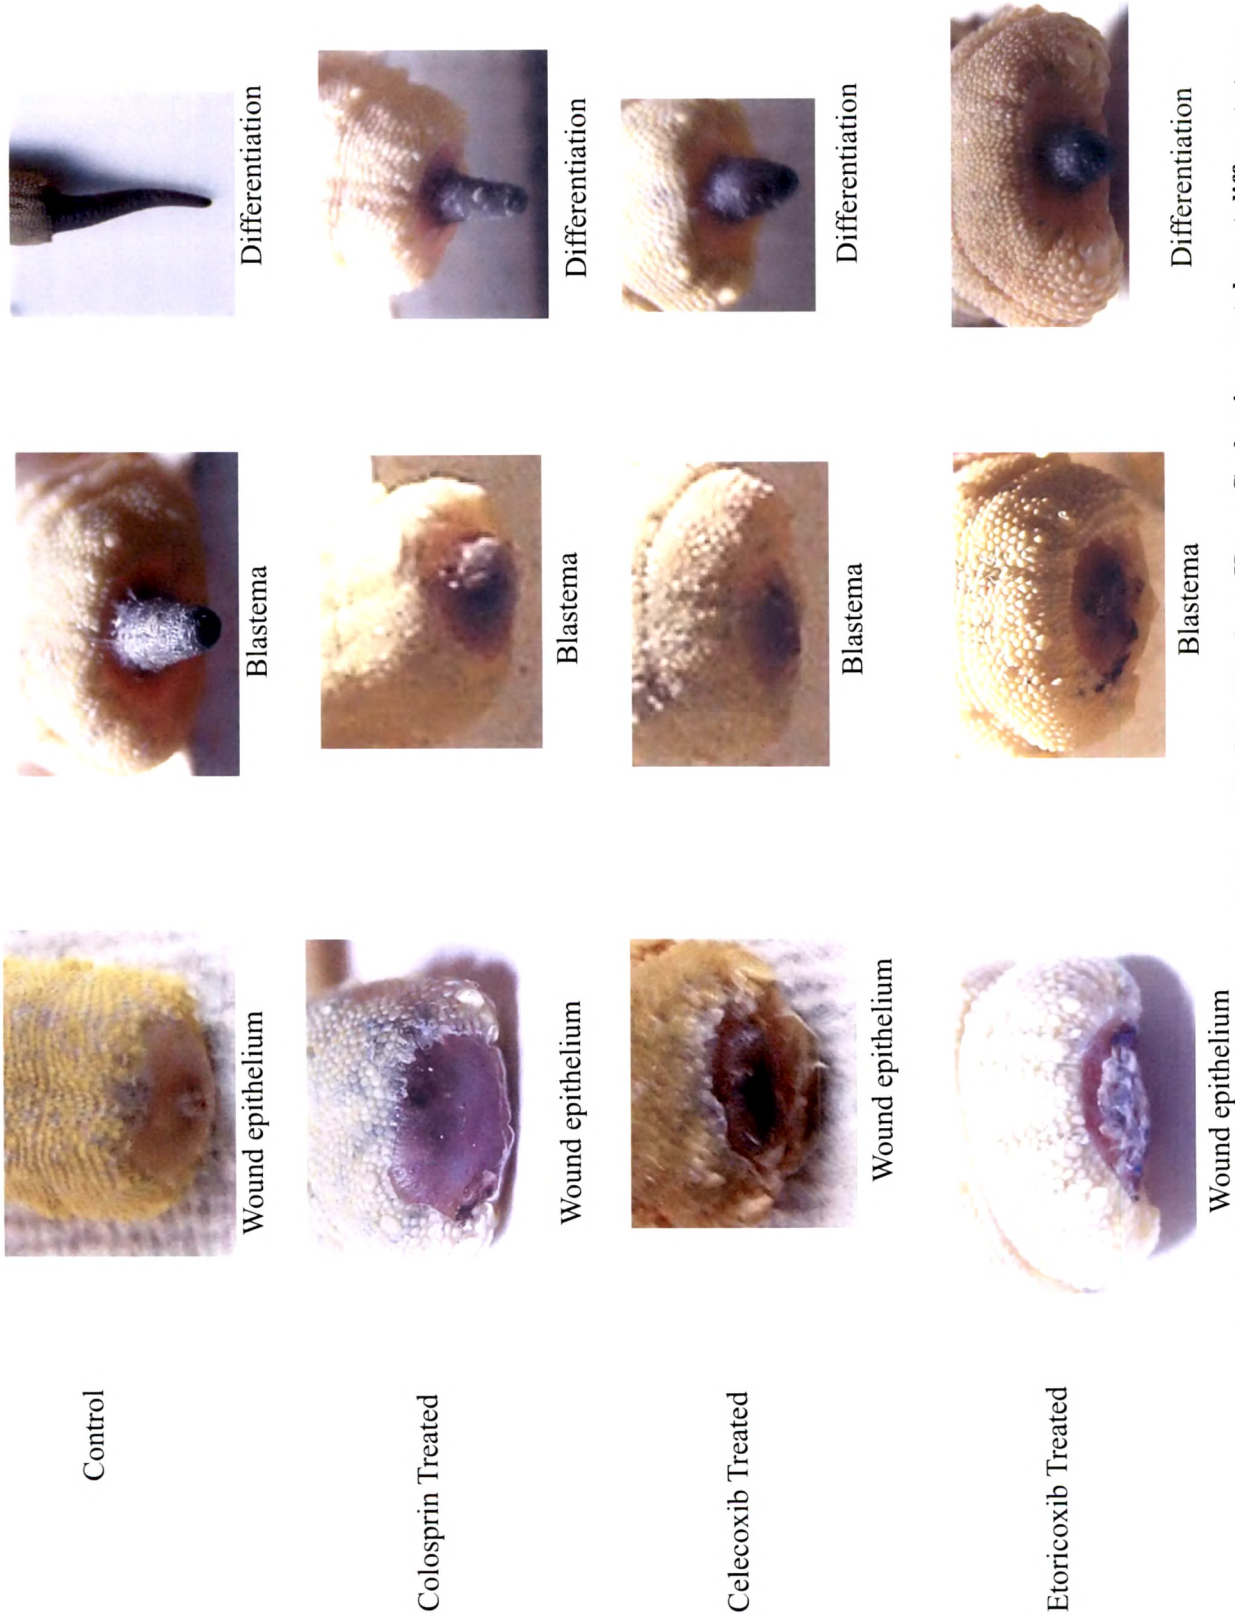 Control
Wound epithelium
Blastema
Differentiation
Colosprin Treated
Wound epithelium
Blastema
Differentiation
Celecoxib Treated
Wound epithelium
Blastema
Differentiation
Etoricoxib Treated
Wound epithelium
Blastema
Differentiation